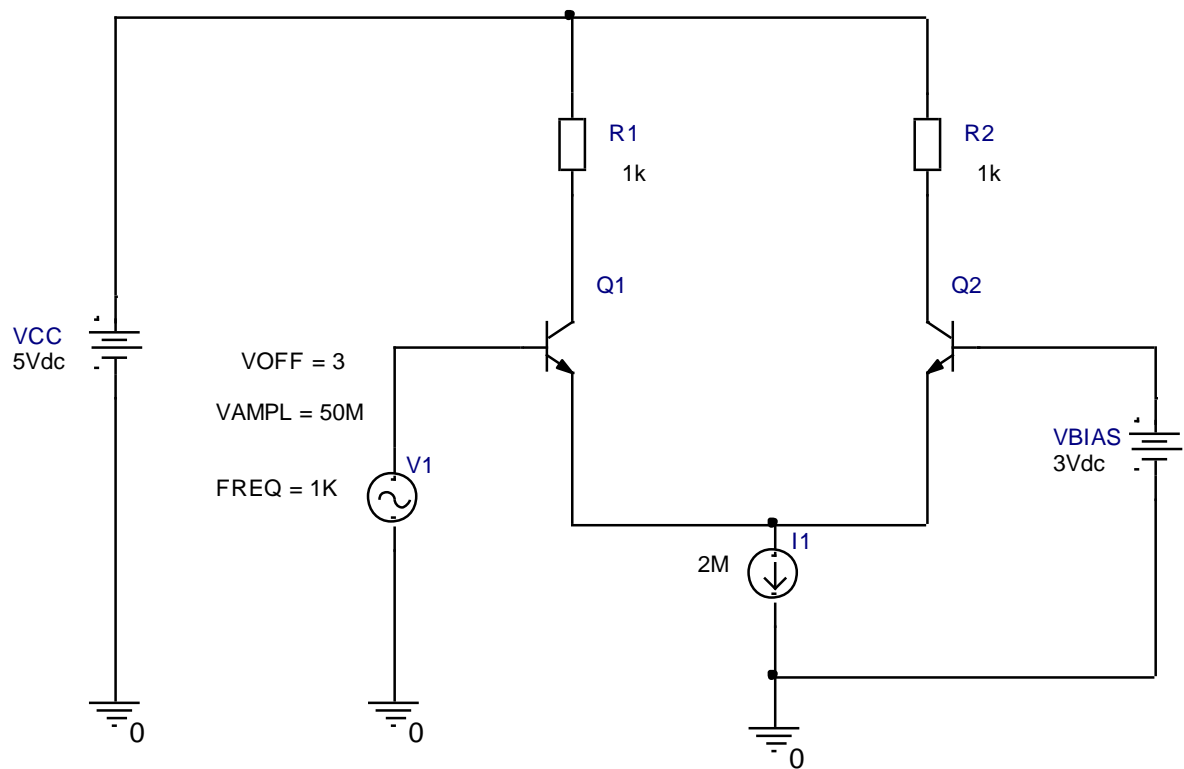 R1
R2
1k
1k
Q1
Q2
VCC
5Vdc
VOFF = 3
VAMPL = 50M
VBIAS
3Vdc
V1
FREQ = 1K
I1
2M
0
0
0